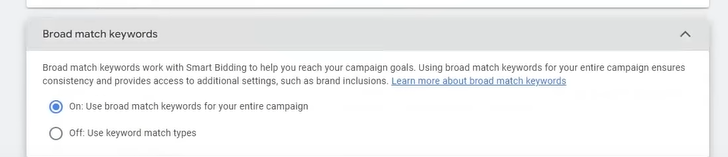 Broad match keywords
Broad match keywords work with Smart Bidding to help you reach your campaign goals. Using broad match keywords for your entire campaign ensures
consistency and provides access to additional settings, such as brand inclusions. Learn more about broad match keywords
On: Use broad match keywords for your entire campaign
Off: Use keyword match types